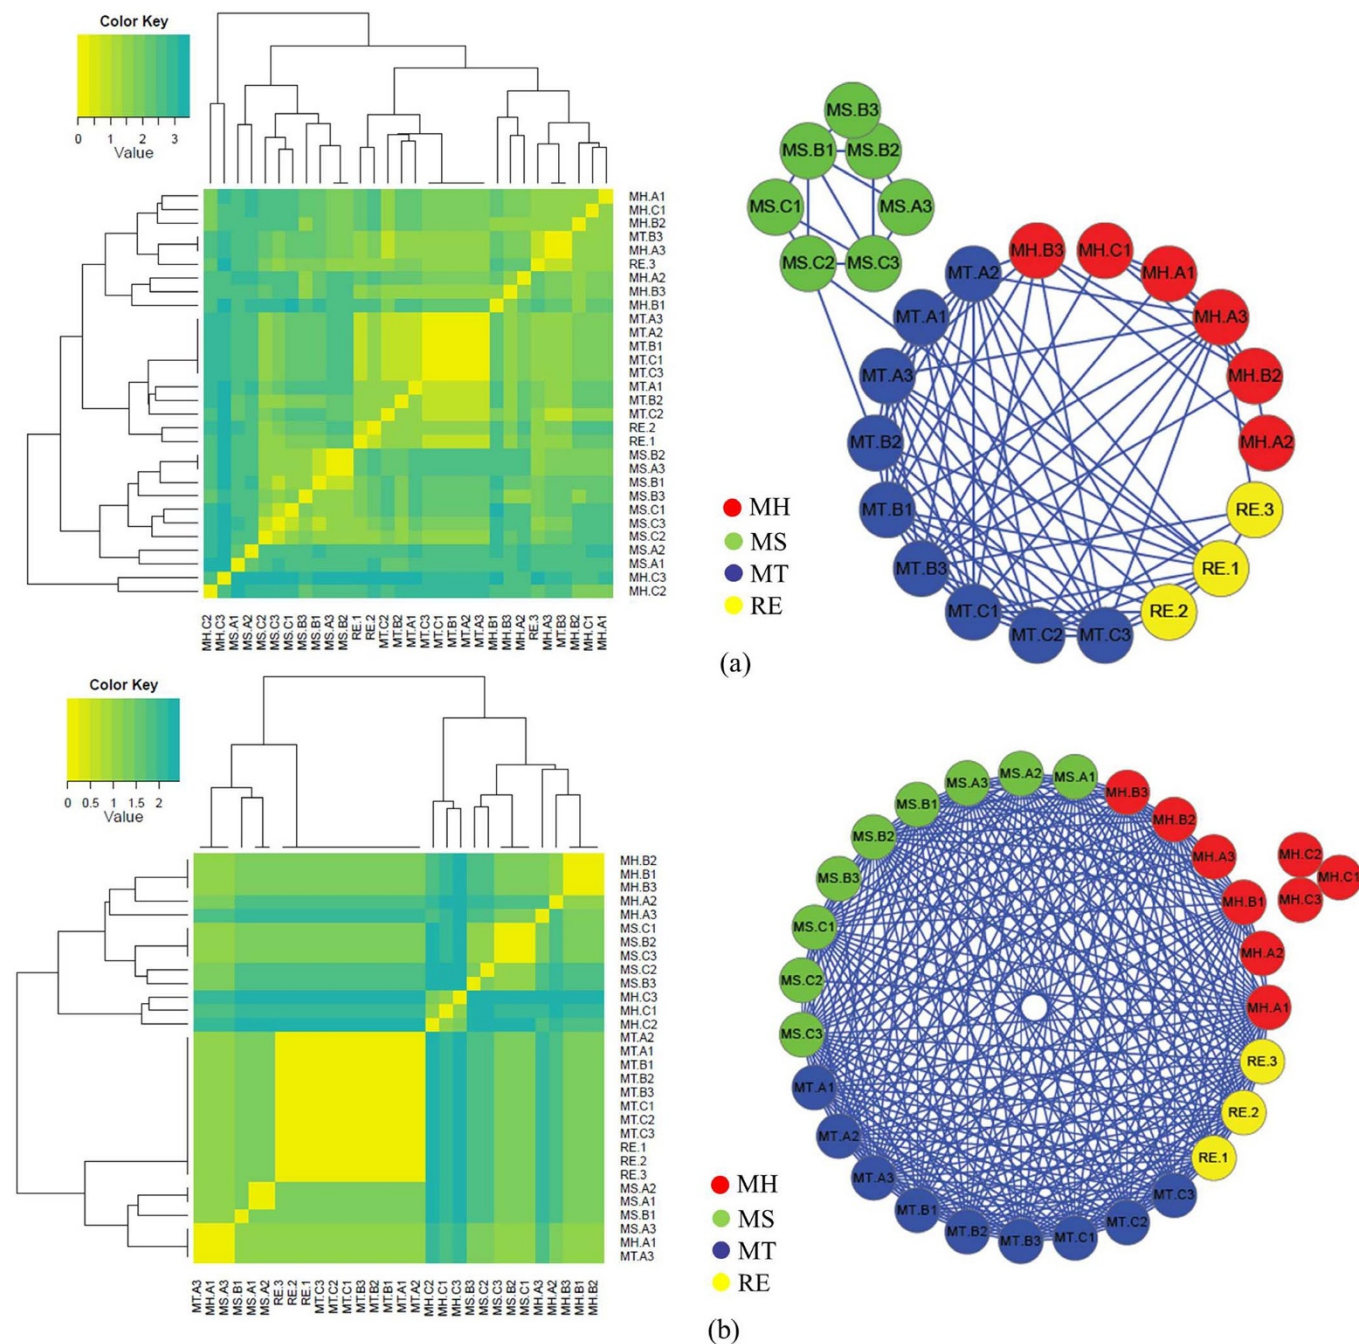 Color Key
0 1 2 3
Value
MH.A1
MH.C1
MH.B2
MT.B3
MH.A3
RE.3
MH.A2
MH.B3
MH.B1
MT.A3
MT.A2
MT.B1
MT.C1
MT.C3
MT.A1
MT.B2
MT.C2
RE.2
RE.1
MS.B2
MS.A3
MS.B1
MS.B3
MS.C1
MS.C3
MS.C2
MS.A2
MS.A1
MH.C3
MH.C2
MH.C2 MH.C3 MS.A1 MS.A2 MS.C2 MS.C3 MS.C1 MS.B3 MS.B1 MS.A3 MS.B2 RE.1 RE.2 MT.C2 MT.B2 MT.A1 MT.C3 MT.C1 MT.B1 MT.A2 MT.A3 MH.B1 MH.B3 MH.A2 RE.3 MH.A3 MT.B3 MH.B2 MH.C1 MH.A1
MS.B3
MS.B1 MS.B2
MS.C1 MS.A3
MS.C2 MS.C3
MH.B3 MH.C1
MT.A2 MH.A1
MT.A1 MH.A3
MT.A3 MH.B2
MT.B2 MH.A2
MT.B1 RE.3
MT.B3 RE.1
MT.C1 RE.2
MT.C2 MT.C3
MH
MS
MT
RE
(a)
Color Key
0 0.5 1 1.5 2
Value
MH.B2
MH.B1
MH.B3
MH.A2
MH.A3
MS.C1
MS.B2
MS.C3
MS.C2
MS.B3
MH.C3
MH.C1
MH.C2
MT.A2
MT.A1
MT.B1
MT.B2
MT.B3
MT.C1
MT.C2
MT.C3
RE.1
RE.2
RE.3
MS.A2
MS.A1
MS.B1
MS.A3
MH.A1
MT.A3
MT.A3 MH.A1 MS.A3 MS.B1 MS.A1 MS.A2 RE.3 RE.2 RE.1 MT.C3 MT.C2 MT.C1 MT.B3 MT.B2 MT.B1 MT.A1 MT.A2 MH.C2 MH.C1 MH.C3 MS.B3 MS.C2 MS.C3 MS.B2 MS.C1 MH.A3 MH.A2 MH.B3 MH.B1 MH.B2
MS.A3 MS.A2 MS.A1
MS.B1 MH.B3
MS.B2 MH.B2
MS.B3 MH.A3
MH.C2
MH.C1
MH.C3
MS.C1 MH.B1
MS.C2 MH.A2
MS.C3 MH.A1
MT.A1 RE.3
MT.A2 RE.2
MT.A3 RE.1
MT.B1 MT.C3
MT.B2 MT.B3 MT.C1 MT.C2
MH
MS
MT
RE
(b)